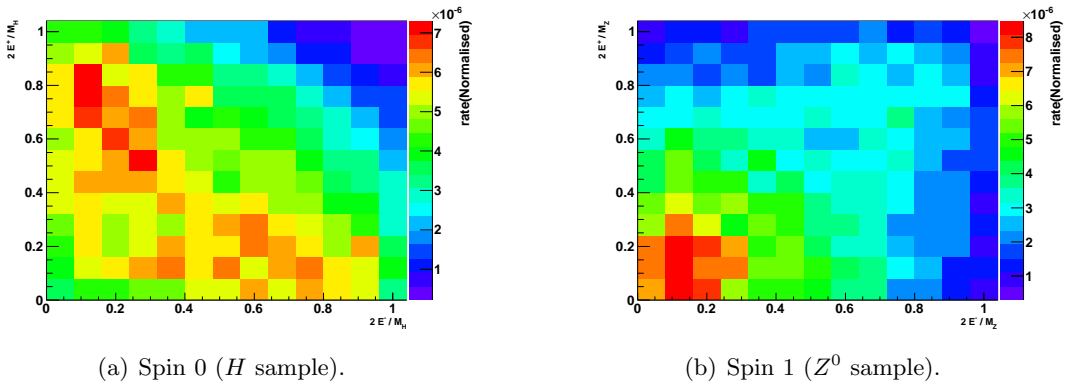 ×10⁻⁶
2 E⁺ / M_H
1
0.8
0.6
0.4
0.2
0
0 0.2 0.4 0.6 0.8 1
2 E⁻ / M_H
7
6
5
4
3
2
1
rate(Normalised)
(a) Spin 0 (H sample).
×10⁻⁶
2 E⁺ / M_Z
1
0.8
0.6
0.4
0.2
0
0 0.2 0.4 0.6 0.8 1
2 E⁻ / M_Z
8
7
6
5
4
3
2
1
rate(Normalised)
(b) Spin 1 (Z⁰ sample).